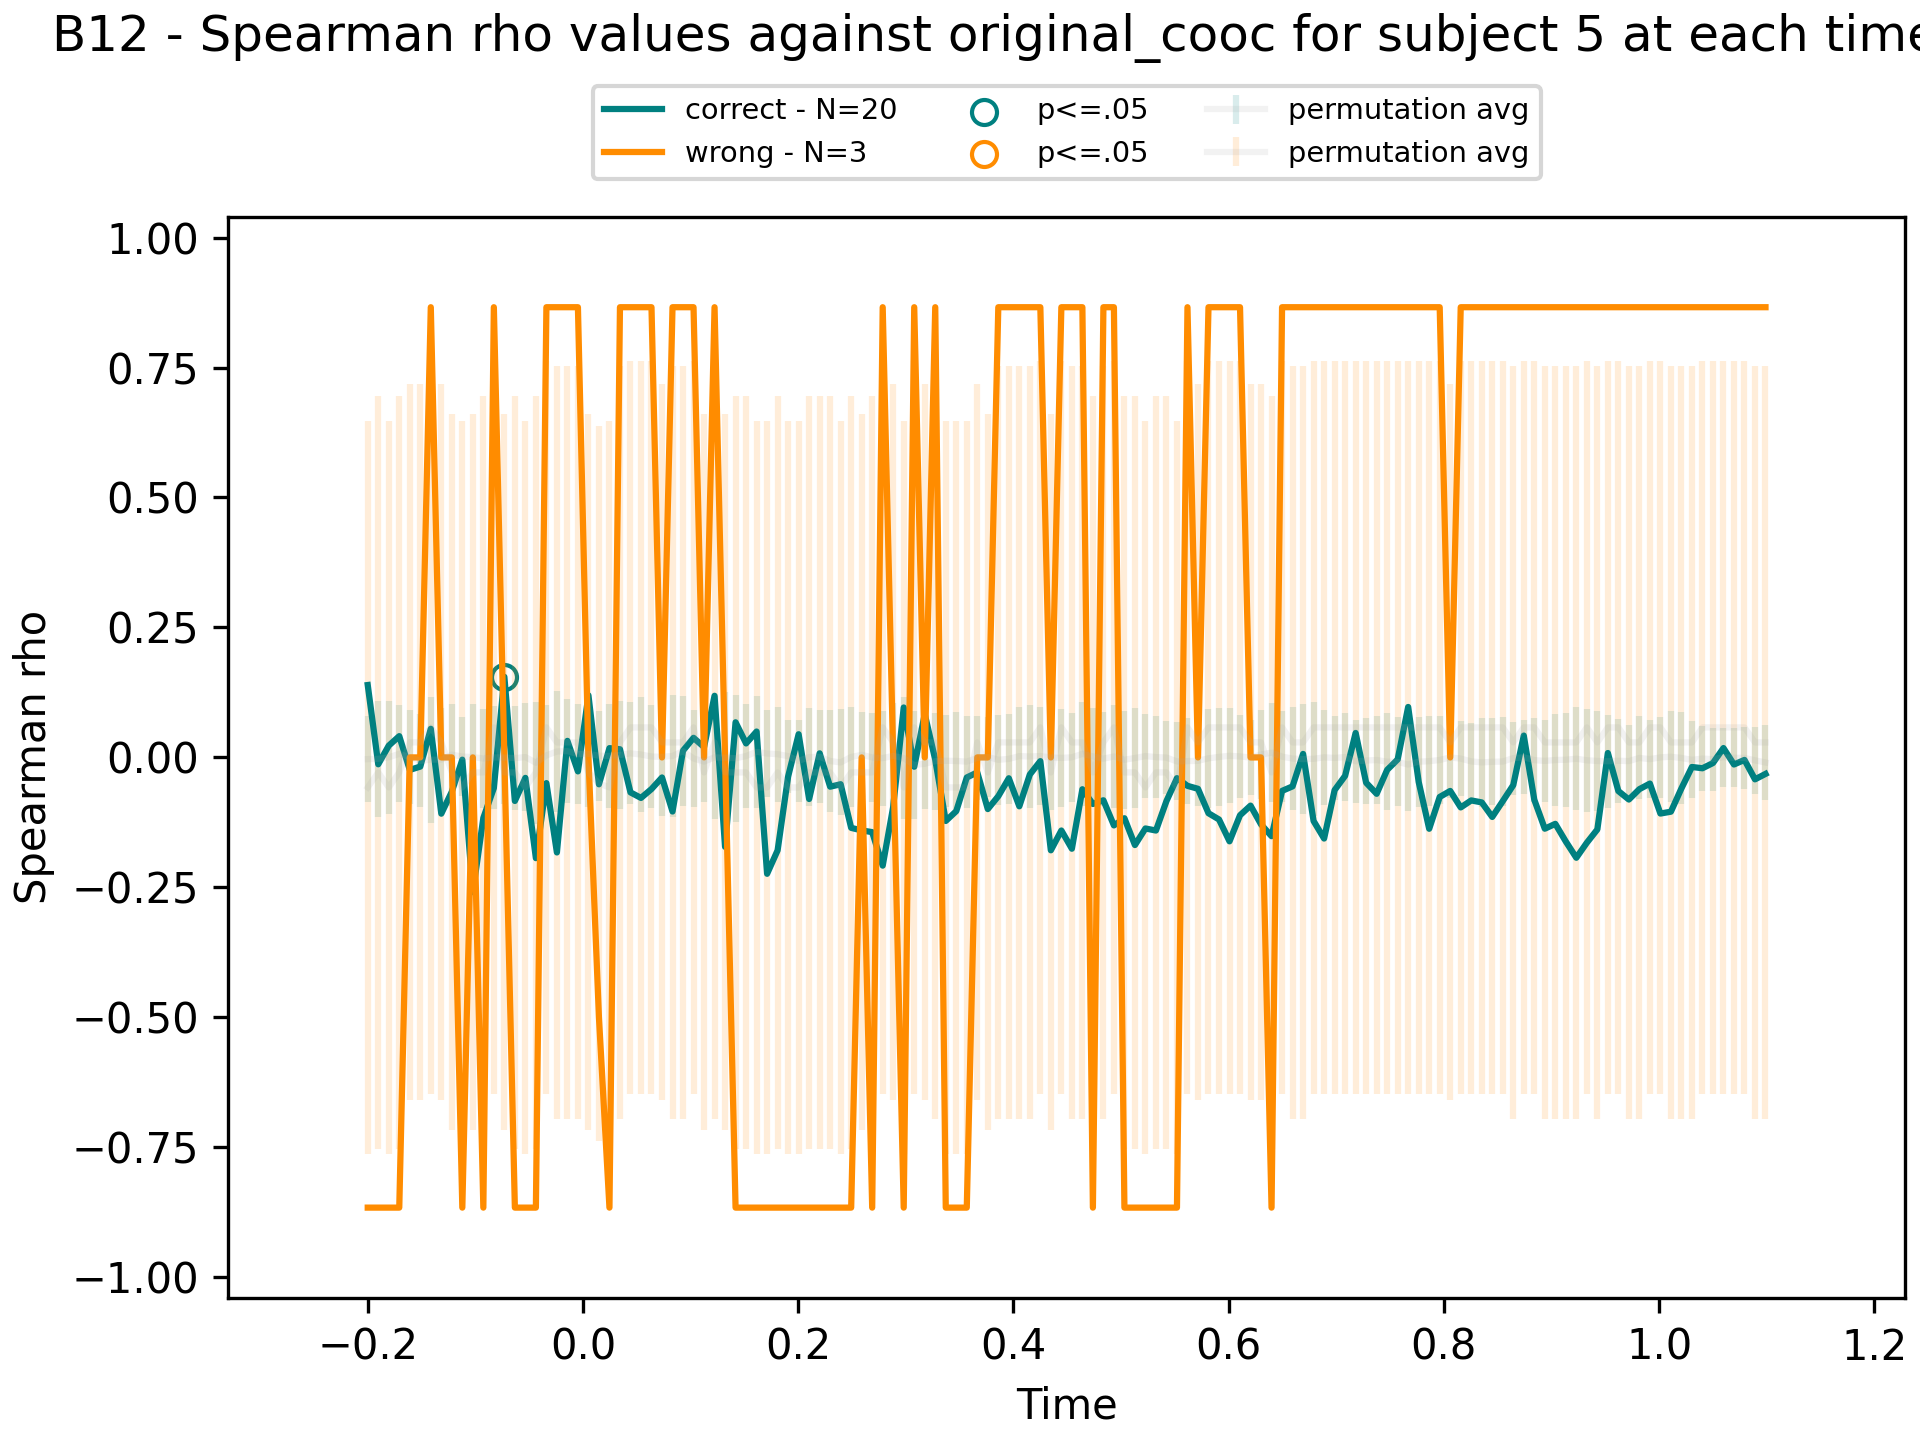 B12 - Spearman rho values against original_cooc for subject 5 at each time
correct - N=20
wrong - N=3
p<=.05
p<=.05
permutation avg
permutation avg
1.00
0.75
0.50
0.25
0.00
−0.25
−0.50
−0.75
−1.00
Spearman rho
−0.2 0.0 0.2 0.4 0.6 0.8 1.0 1.2
Time